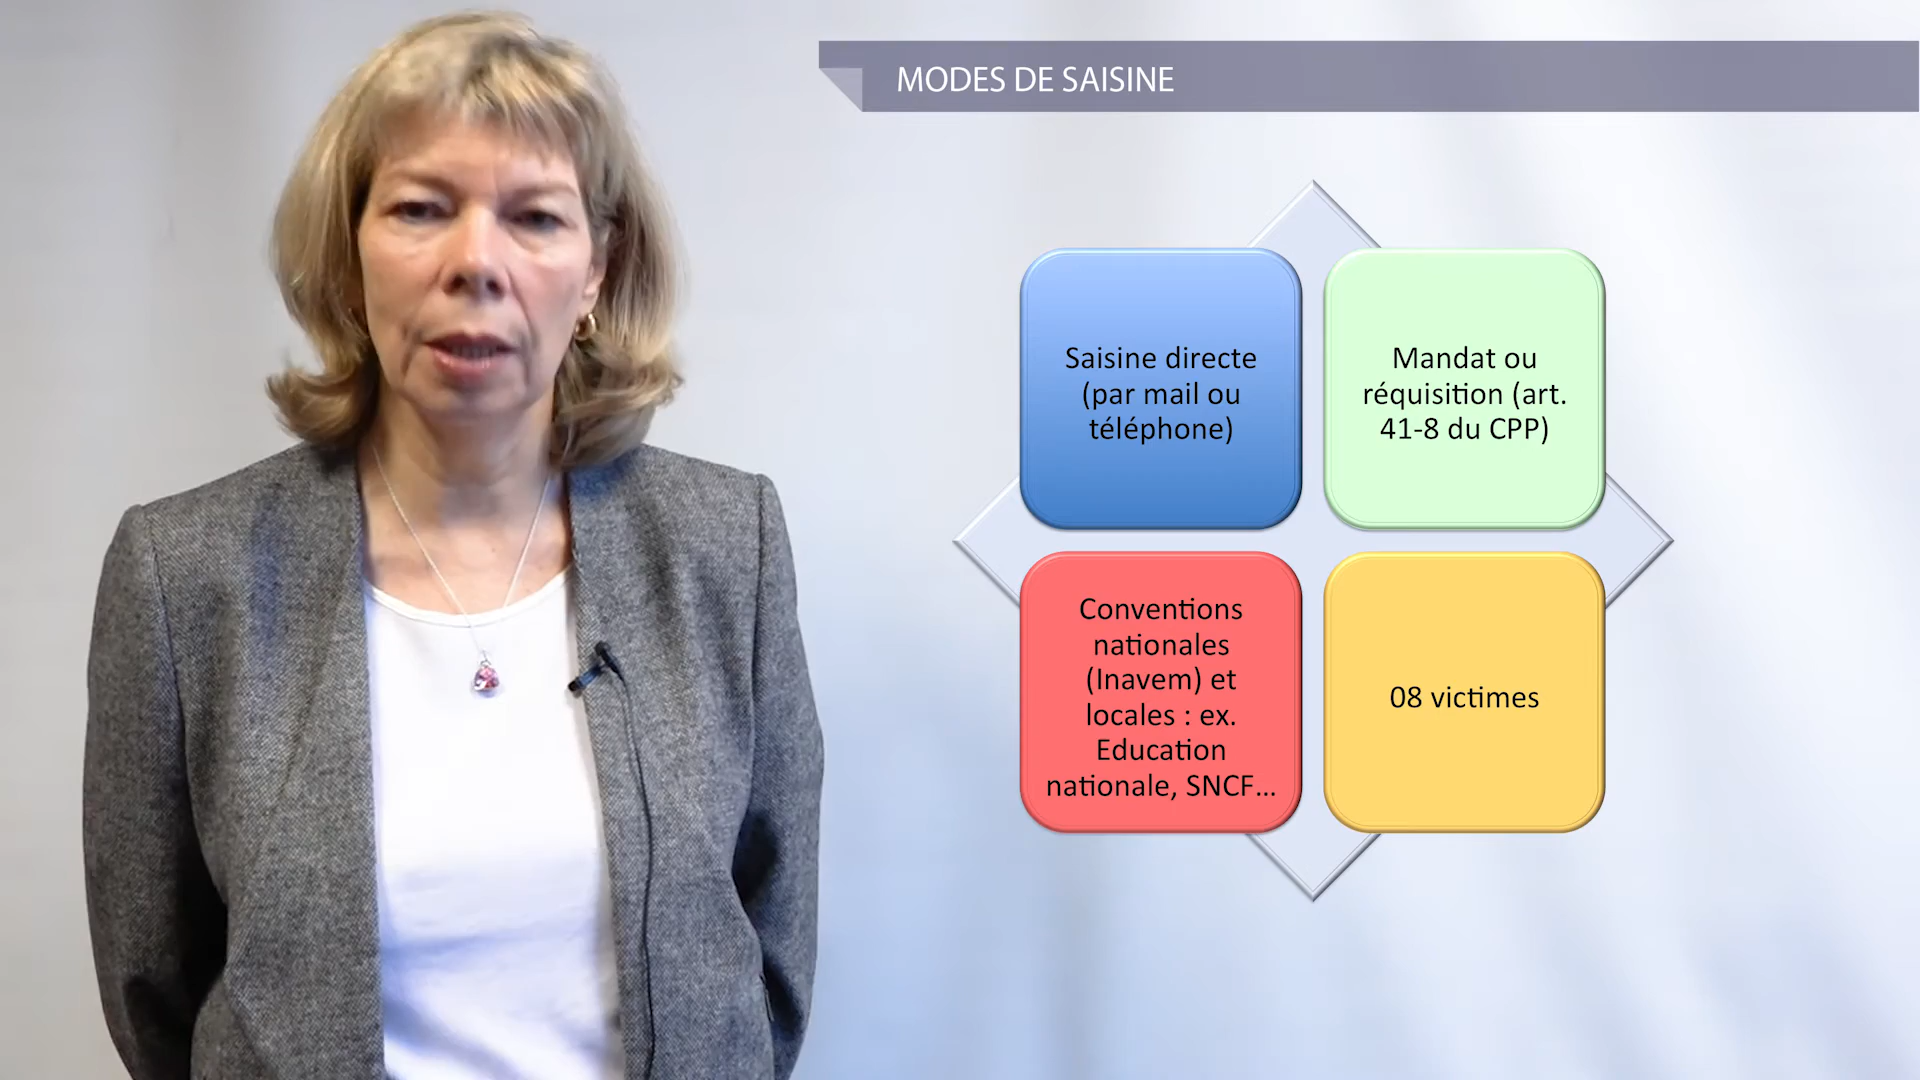 MODES DE SAISINE
Saisine directe
(par mail ou
téléphone)
Mandat ou
réquisition (art.
41-8 du CPP)
Conventions
nationales
(Inavem) et
locales : ex.
Education
nationale, SNCF...
08 victimes